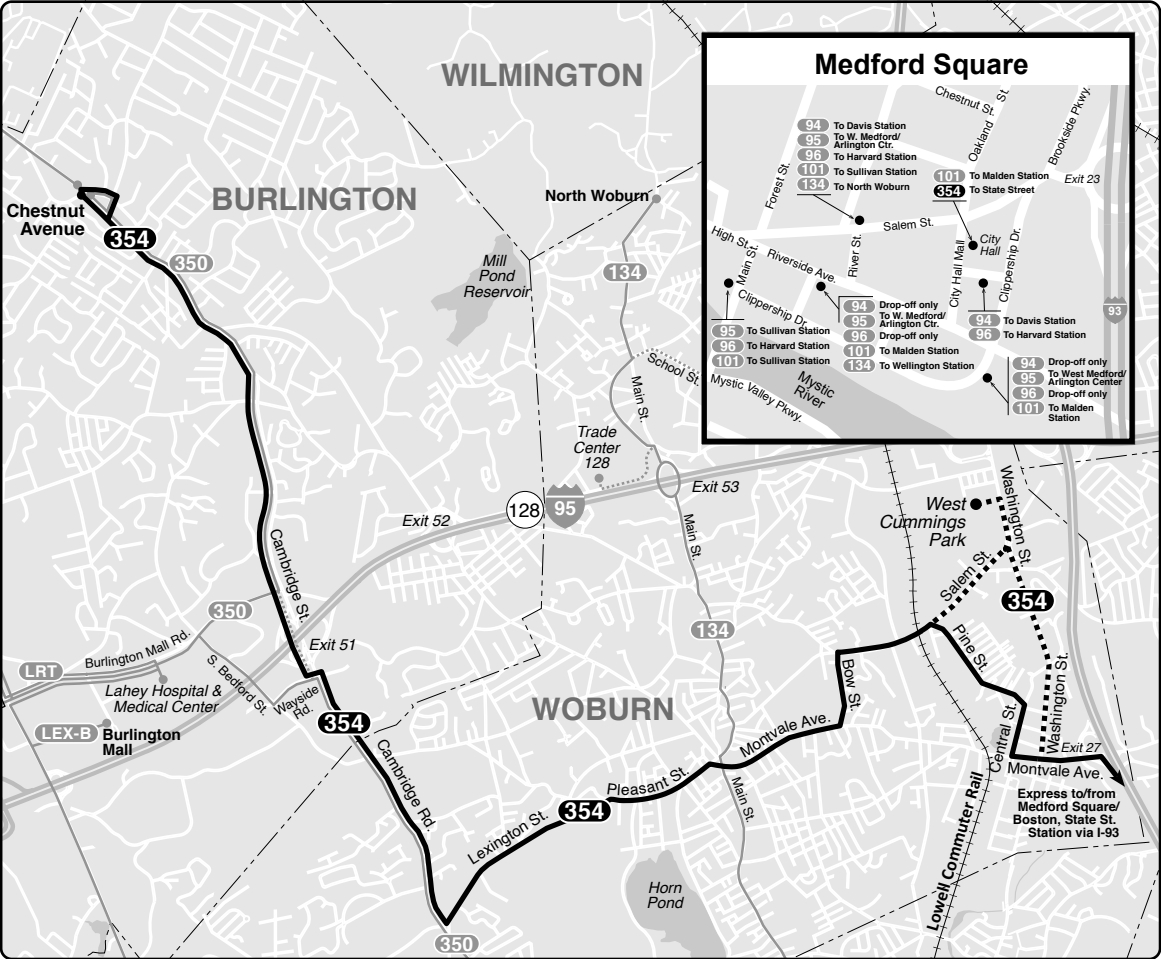 WILMINGTON
BURLINGTON
Chestnut
Avenue
354
350
North Woburn
Mill
Pond
Reservoir
134
School St.
Main St.
Trade
Center
128
Exit 53
128
95
Exit 52
Main St.
Cambridge St.
350
Exit 51
Burlington Mall Rd.
LRT
S. Bedford St.
Wayside
Rd.
Lahey Hospital &
Medical Center
LEX-B
Burlington
Mall
354
Cambridge Rd.
WOBURN
134
West
Cummings
Park
Washington St.
Salem St.
354
Pine St.
Bow St.
Washington St.
Central St.
Exit 27
Montvale Ave.
Montvale Ave.
Express to/from
Medford Square/
Boston, State St.
Station via I-93
Pleasant St.
Main St.
354
Lexington St.
Horn
Pond
Lowell Commuter Rail
350
Medford Square
Chestnut St.
Oakland St.
Brookside Pkwy.
94 To Davis Station
95 To W. Medford/
Arlington Ctr.
96 To Harvard Station
101 To Sullivan Station
134 To North Woburn
101 To Malden Station
354 To State Street
Exit 23
Forest St.
Salem St.
River St.
High St.
Main St.
Riverside Ave.
City
Hall
City Hall Mall
Clippership Dr.
Clippership Dr.
93
95 To Sullivan Station
96 To Harvard Station
101 To Sullivan Station
94 Drop-off only
95 To W. Medford/
Arlington Ctr.
96 Drop-off only
101 To Malden Station
134 To Wellington Station
94 To Davis Station
96 To Harvard Station
94 Drop-off only
95 To West Medford/
Arlington Center
96 Drop-off only
101 To Malden
Station
Mystic
River
Mystic Valley Pkwy.